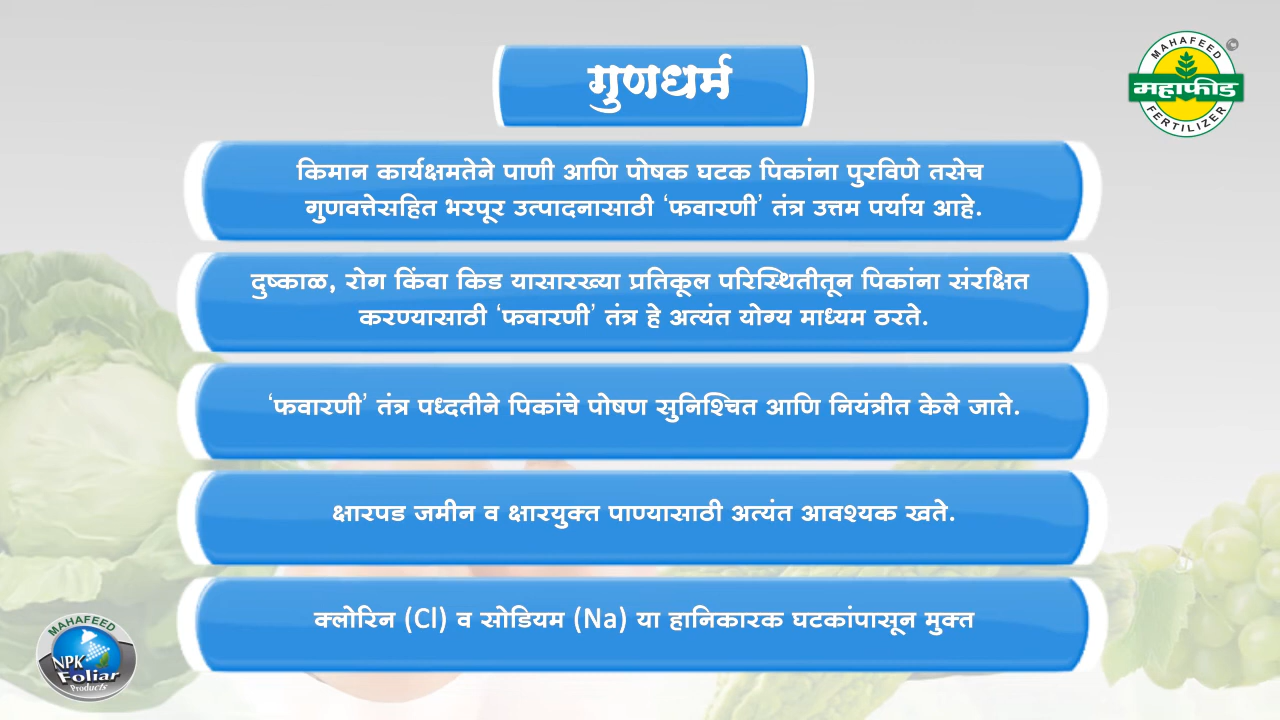 गुणधर्म
MAHAFEED
महाफीड
FERTILIZER
किमान कार्यक्षमतेने पाणी आणि पोषक घटक पिकांना पुरविणे तसेच
गुणवत्तेसहित भरपूर उत्पादनासाठी ‘फवारणी’ तंत्र उत्तम पर्याय आहे.
दुष्काळ, रोग किंवा किड यासारख्या प्रतिकूल परिस्थितीतून पिकांना संरक्षित
करण्यासाठी ‘फवारणी’ तंत्र हे अत्यंत योग्य माध्यम ठरते.
‘फवारणी’ तंत्र पध्दतीने पिकांचे पोषण सुनिश्चित आणि नियंत्रीत केले जाते.
क्षारपड जमीन व क्षारयुक्त पाण्यासाठी अत्यंत आवश्यक खते.
क्लोरिन (Cl) व सोडियम (Na) या हानिकारक घटकांपासून मुक्त
MAHAFEED
NPK
Foliar
Products